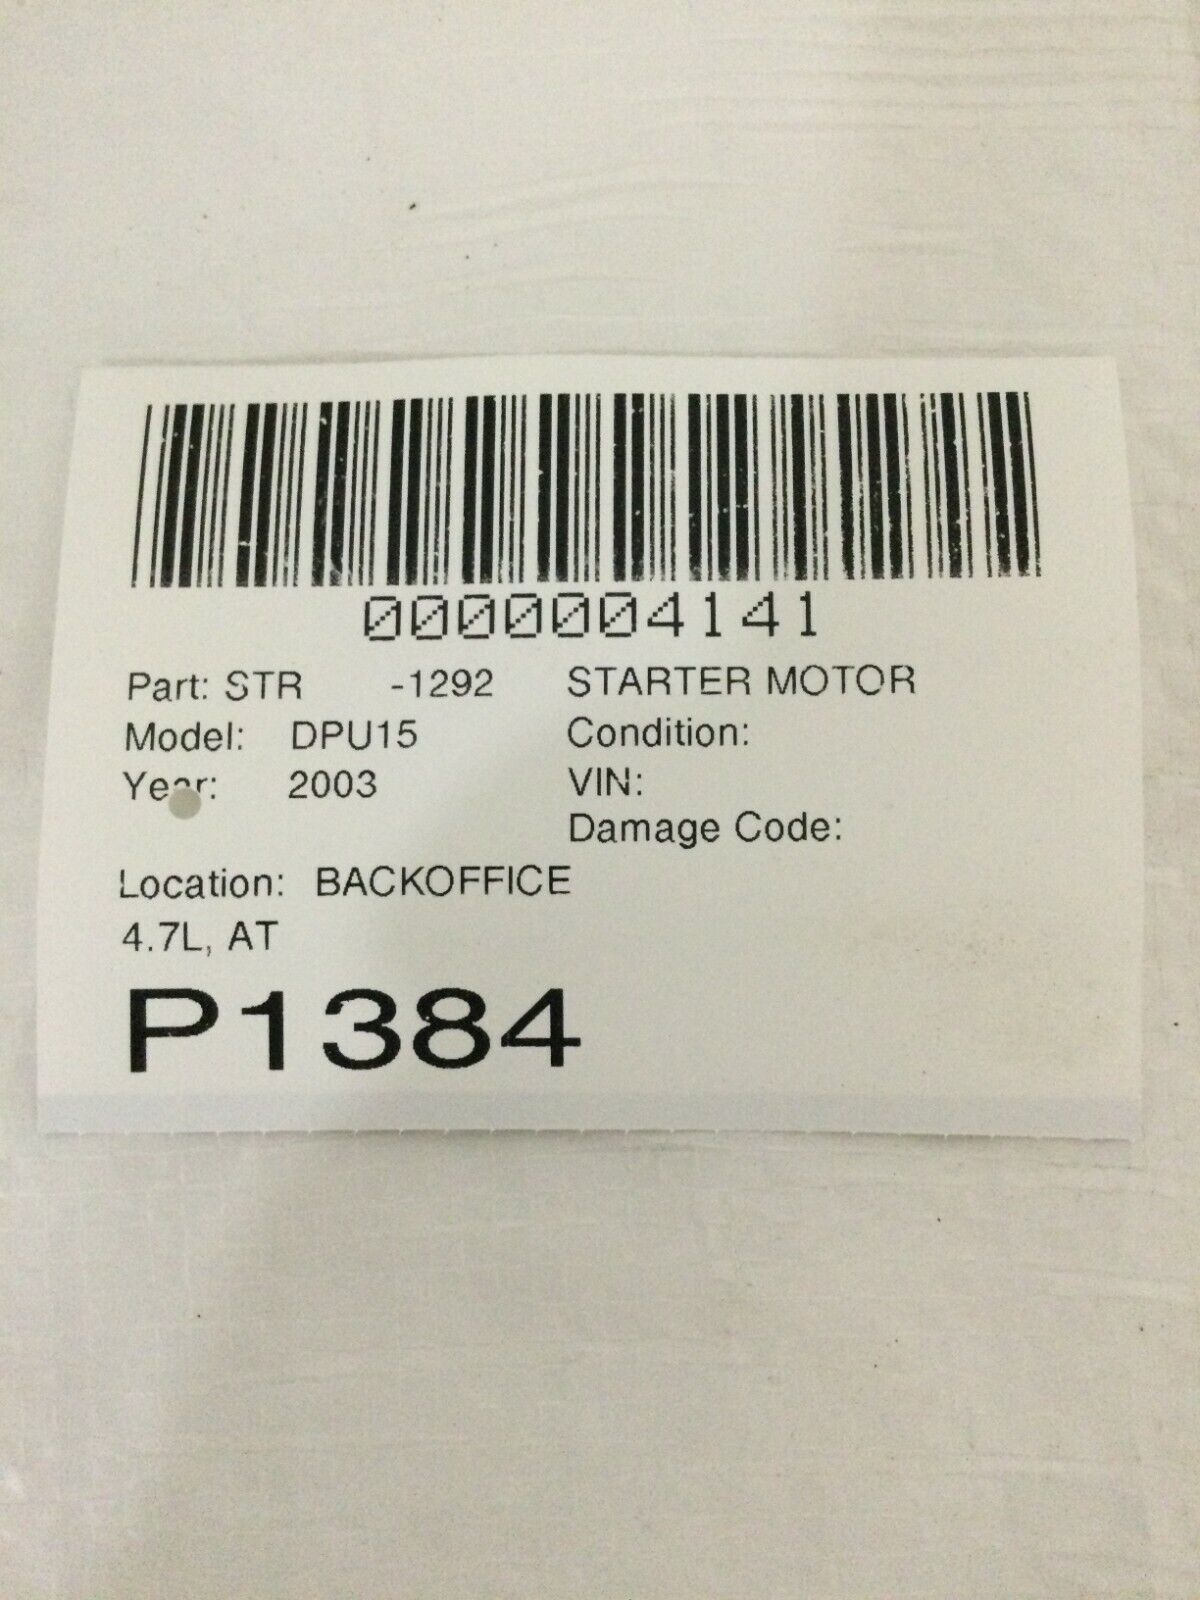 0000004141
Part: STR -1292 STARTER MOTOR
Model: DPU15 Condition:
Year: 2003 VIN:
Damage Code:
Location: BACKOFFICE
4.7L, AT
P1384